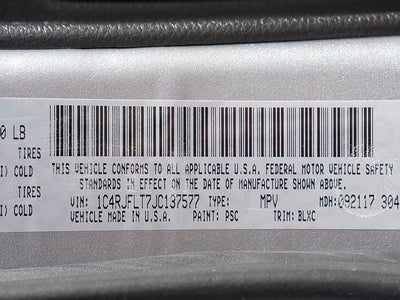 0 LB
TIRES
I) COLD
TIRES
I) COLD
THIS VEHICLE CONFORMS TO ALL APPLICABLE U.S.A. FEDERAL MOTOR VEHICLE SAFETY
STANDARDS IN EFFECT ON THE DATE OF MANUFACTURE SHOWN ABOVE.
VIN: 1C4RJFLT7JC137577 TYPE: MPV MDH: 092117 304
VEHICLE MADE IN U.S.A. PAINT: PSC TRIM: BLXC